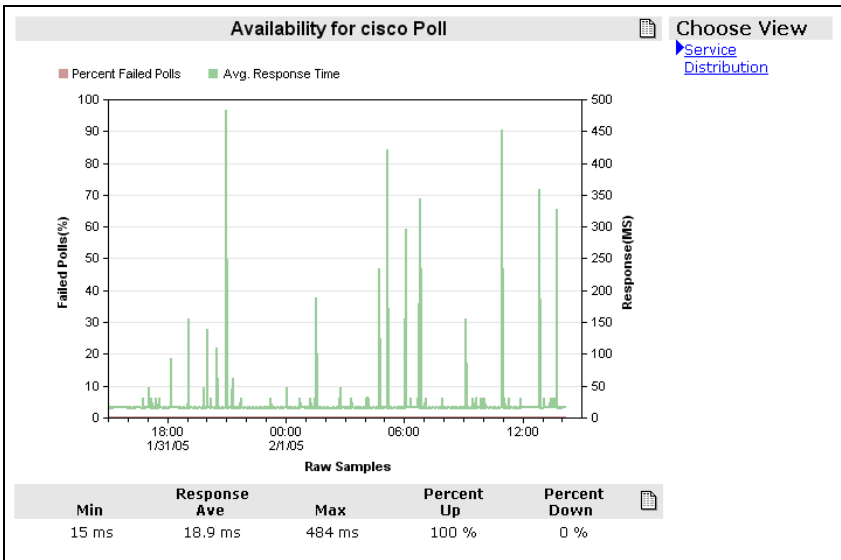 Availability for cisco Poll
Choose View
Service
Distribution
Percent Failed Polls
Avg. Response Time
100
90
80
70
60
50
40
30
20
10
0
Failed Polls(%)
500
450
400
350
300
250
200
150
100
50
0
Response(MS)
18:00
1/31/05
00:00
2/1/05
06:00
12:00
Raw Samples
Min
Response Ave
Max
Percent Up
Percent Down
15 ms
18.9 ms
484 ms
100 %
0 %